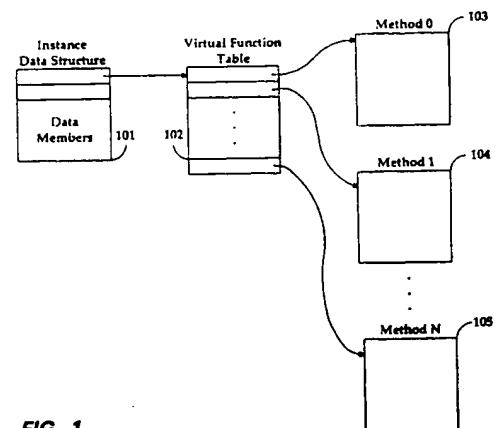 Instance
Data Structure
Data
Members
101
Virtual Function
Table
102
Method 0
103
Method 1
104
Method N
105
FIG. 1